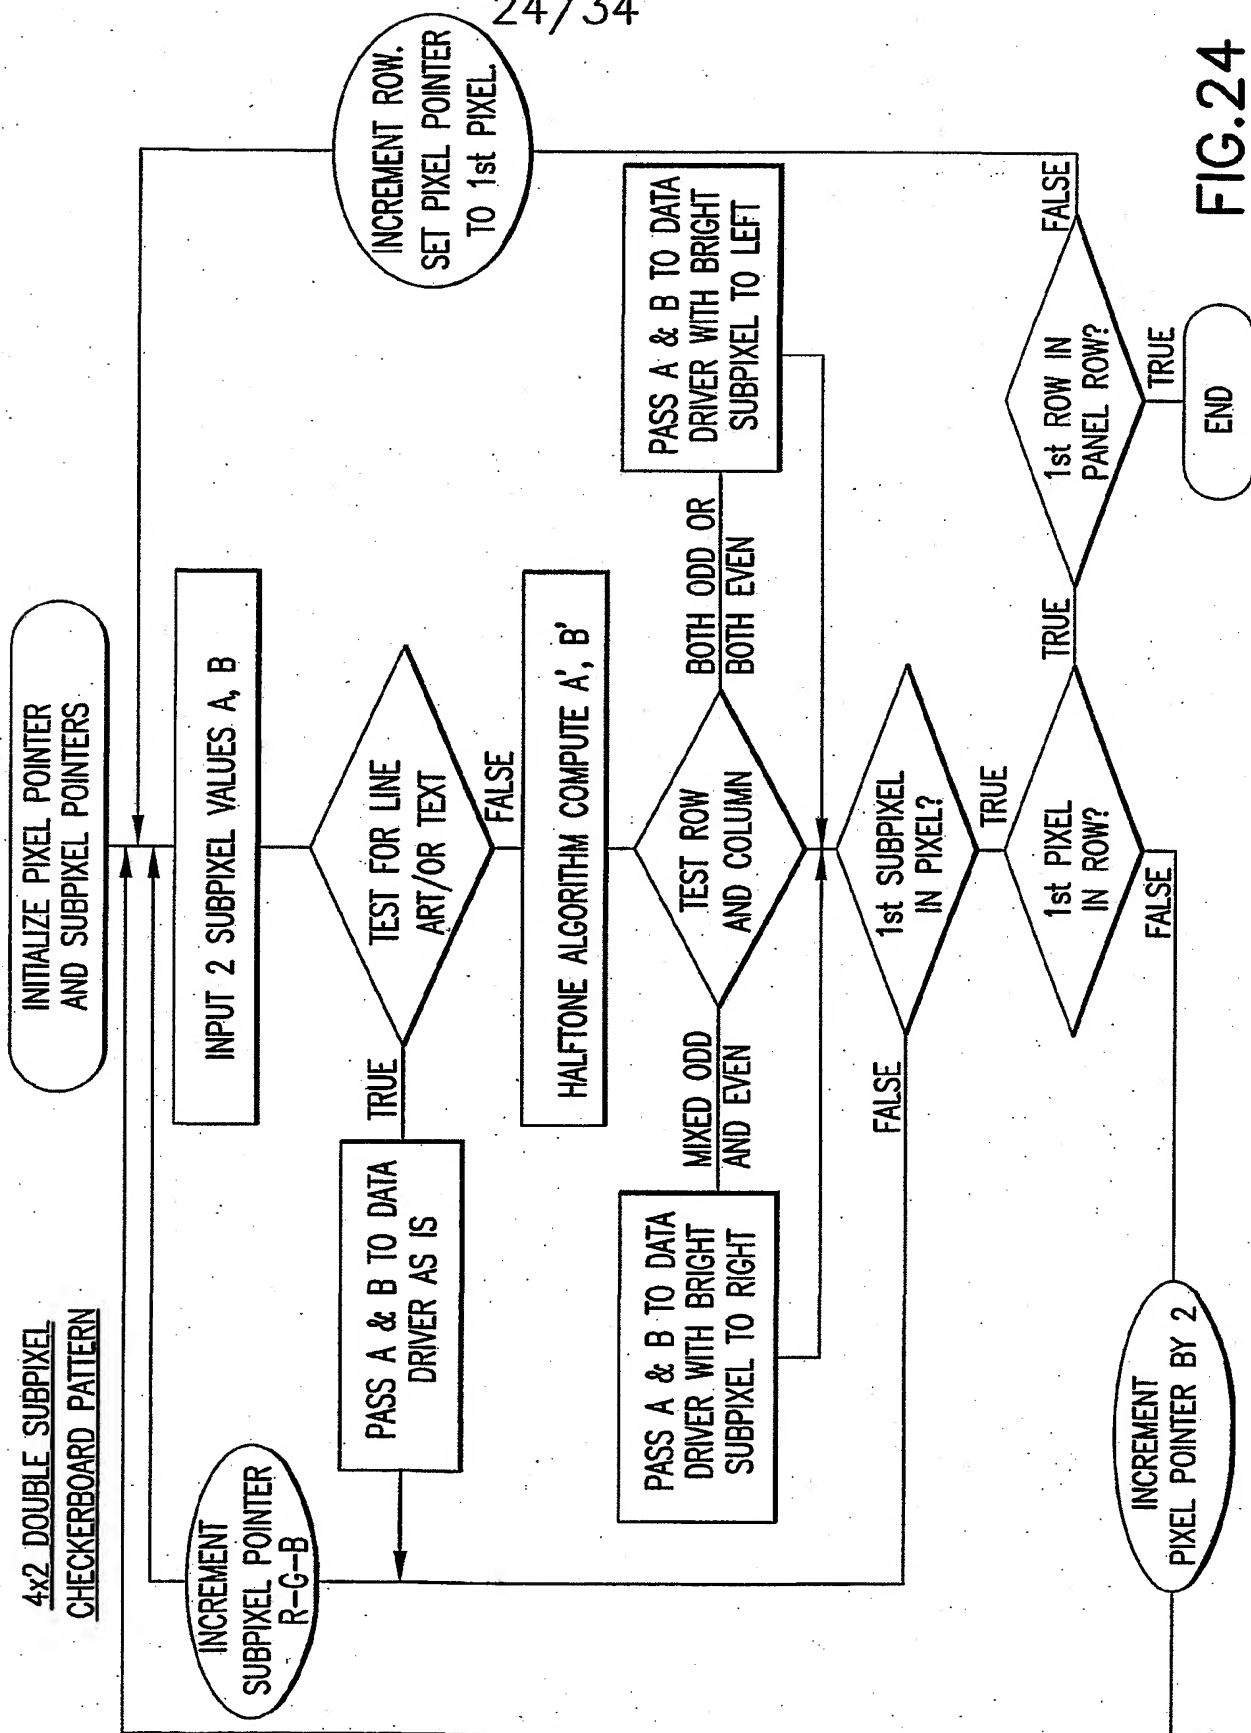 24/34
4x2 DOUBLE SUBPIXEL
CHECKERBOARD PATTERN
INITIALIZE PIXEL POINTER
AND SUBPIXEL POINTERS
INPUT 2 SUBPIXEL VALUES A, B
INCREMENT
SUBPIXEL POINTER
R-G-B
INCREMENT ROW.
SET PIXEL POINTER
TO 1st PIXEL.
TEST FOR LINE
ART/OR TEXT
TRUE
FALSE
PASS A & B TO DATA
DRIVER AS IS
HALFTONE ALGORITHM COMPUTE A', B'
TEST ROW
AND COLUMN
MIXED ODD
AND EVEN
BOTH ODD OR
BOTH EVEN
PASS A & B TO DATA
DRIVER WITH BRIGHT
SUBPIXEL TO RIGHT
PASS A & B TO DATA
DRIVER WITH BRIGHT
SUBPIXEL TO LEFT
1st SUBPIXEL
IN PIXEL?
FALSE
TRUE
1st PIXEL
IN ROW?
FALSE
TRUE
1st ROW IN
PANEL ROW?
FALSE
TRUE
END
INCREMENT
PIXEL POINTER BY 2
FIG.24